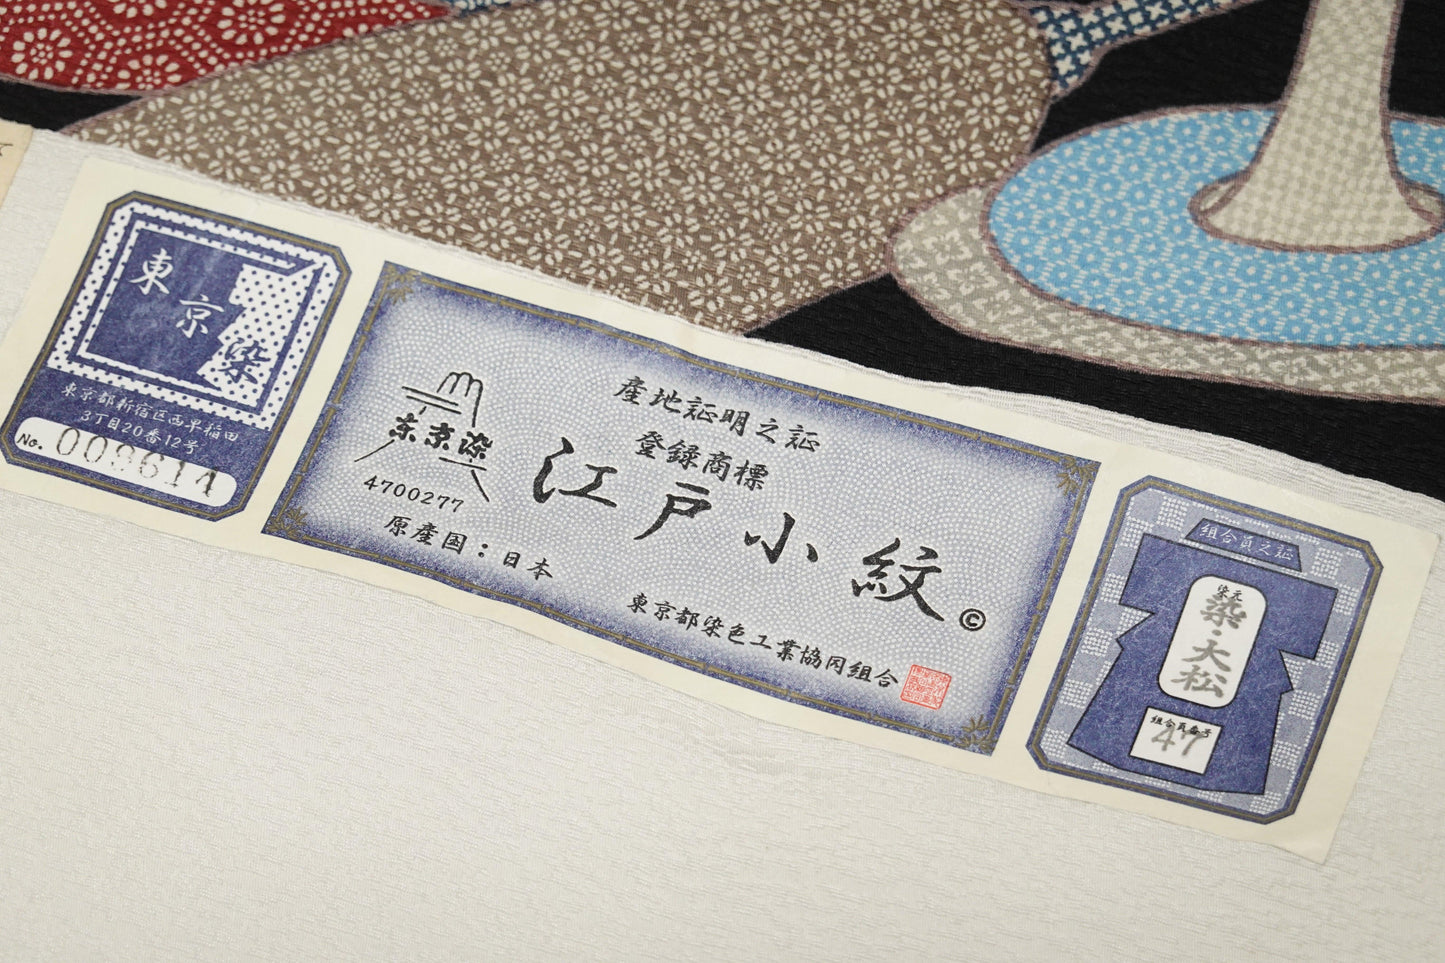 東京染
東京都新宿区西早稲田
3丁目20番12号
No. 009614
産地証明之証
登録商標
東京染
4700277
江戸小紋©
原産国：日本
東京都染色工業協同組合
組合員之証
染元
染・大松
組合員番号
47